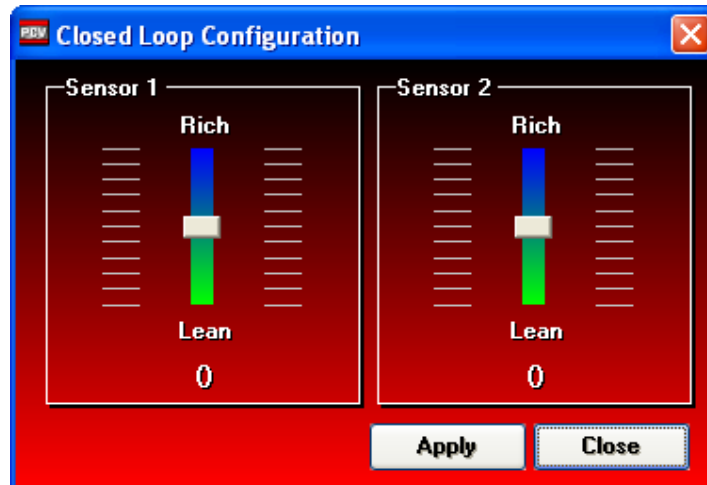 PCV Closed Loop Configuration
Sensor 1
Rich
Lean
0
Sensor 2
Rich
Lean
0
Apply
Close